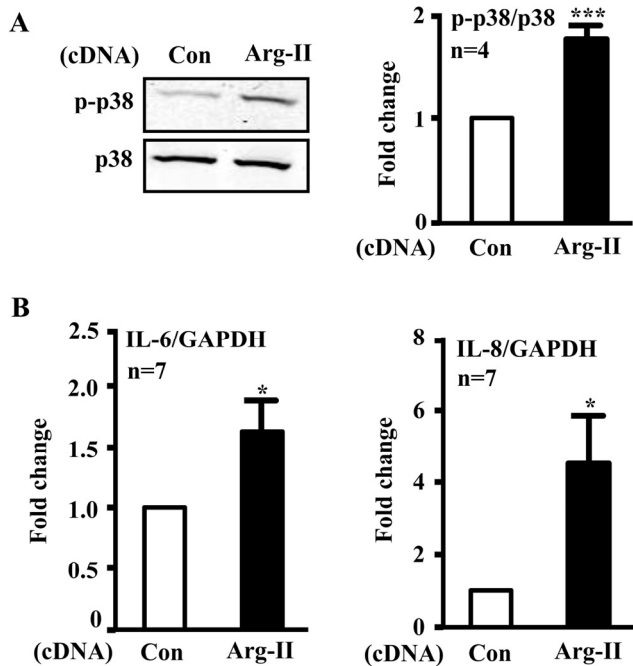 A
(cDNA) Con Arg-II
p-p38
p38
p-p38/p38
n=4
***
2
1
0
Fold change
(cDNA) Con Arg-II
B
IL-6/GAPDH
n=7
*
2.5
2.0
1.5
1.0
0.5
0
Fold change
(cDNA) Con Arg-II
IL-8/GAPDH
n=7
*
8
6
4
2
0
Fold change
(cDNA) Con Arg-II